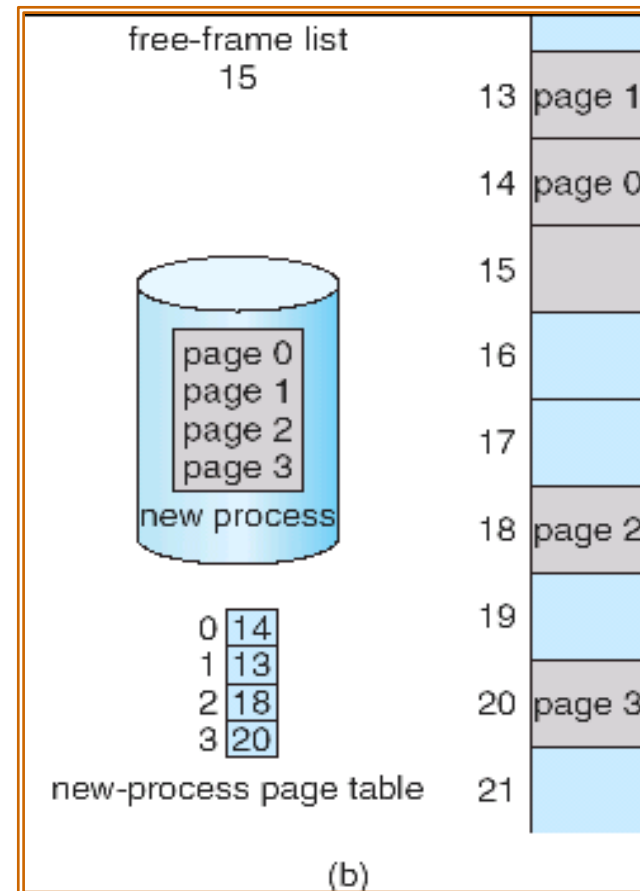 free-frame list
15
page 0
page 1
page 2
page 3
new process
0 14
1 13
2 18
3 20
new-process page table
13 page 1
14 page 0
15
16
17
18 page 2
19
20 page 3
21
(b)